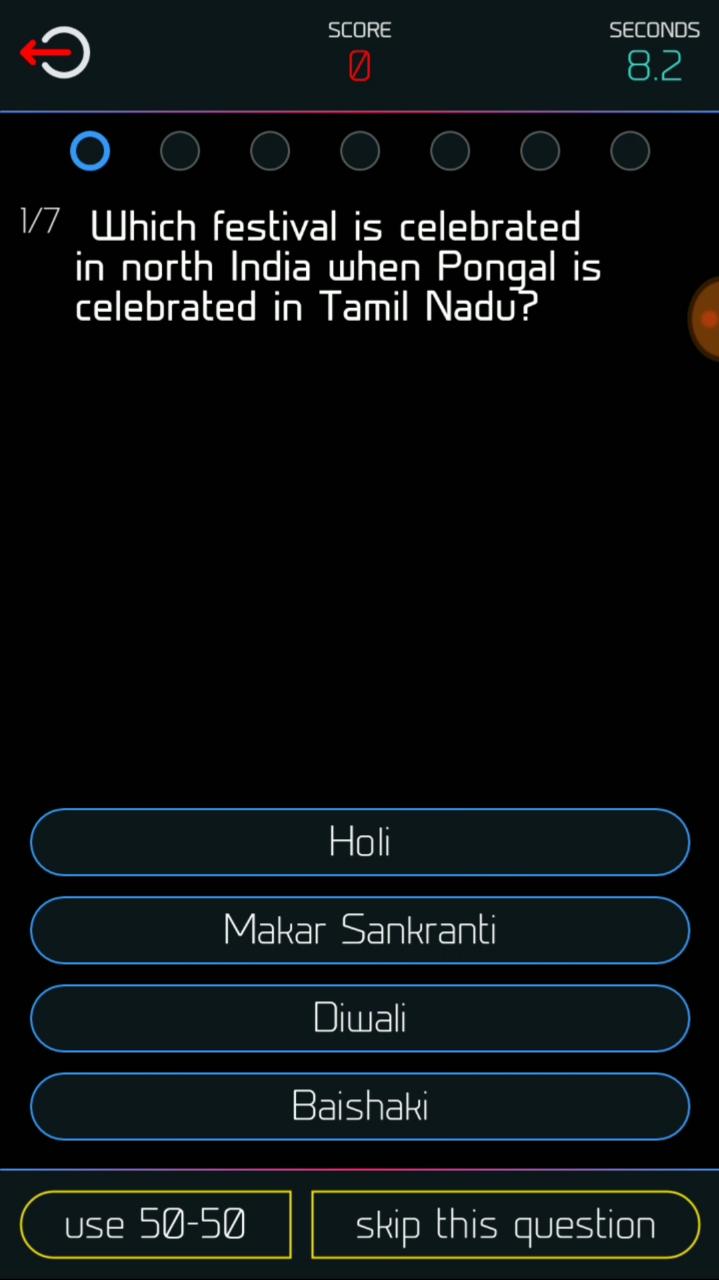 SCORE
0
SECONDS
8.2
1/7 Which festival is celebrated
in north India when Pongal is
celebrated in Tamil Nadu?
Holi
Makar Sankranti
Diwali
Baishaki
use 50-50
skip this question